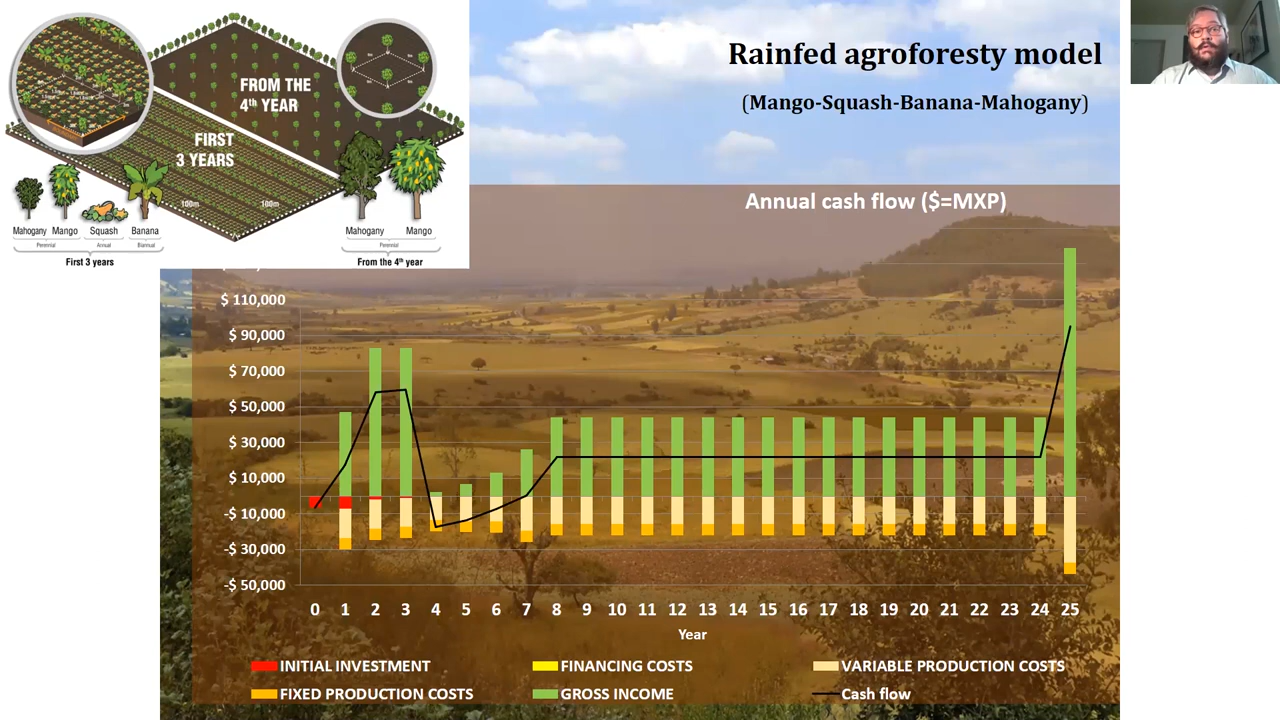 Rainfed agroforesty model
(Mango-Squash-Banana-Mahogany)
FROM THE
4th YEAR
FIRST
3 YEARS
100m
100m
Mahogany Mango Squash Banana
Perennial Annual Biannual
First 3 years
Mahogany Mango
Perennial
From the 4th year
Annual cash flow ($=MXP)
$ 110,000
$ 90,000
$ 70,000
$ 50,000
$ 30,000
$ 10,000
-$ 10,000
-$ 30,000
-$ 50,000
0 1 2 3 4 5 6 7 8 9 10 11 12 13 14 15 16 17 18 19 20 21 22 23 24 25
Year
INITIAL INVESTMENT FINANCING COSTS VARIABLE PRODUCTION COSTS
FIXED PRODUCTION COSTS GROSS INCOME Cash flow